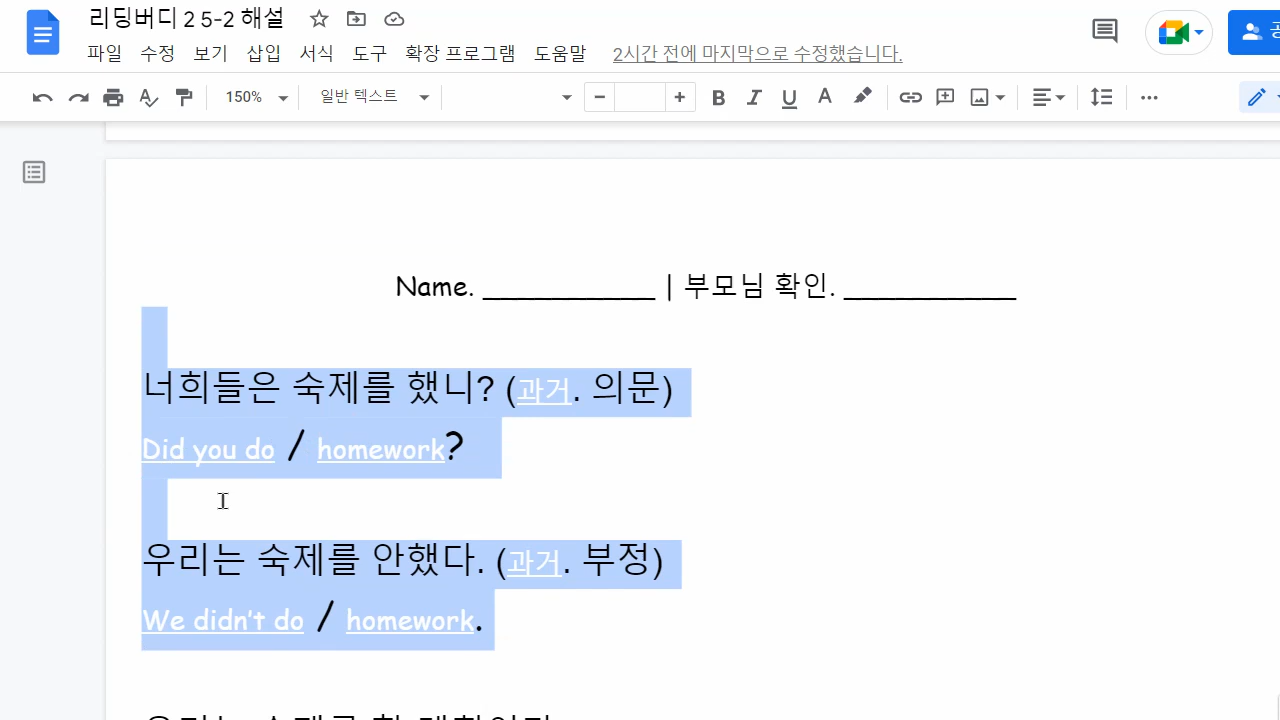 리딩버디 2 5-2 해설
파일 수정 보기 삽입 서식 도구 확장 프로그램 도움말 2시간 전에 마지막으로 수정했습니다.
150% 일반 텍스트
Name. __________ | 부모님 확인. __________
너희들은 숙제를 했니? (과거. 의문)
Did you do / homework?
우리는 숙제를 안했다. (과거. 부정)
We didn't do / homework.